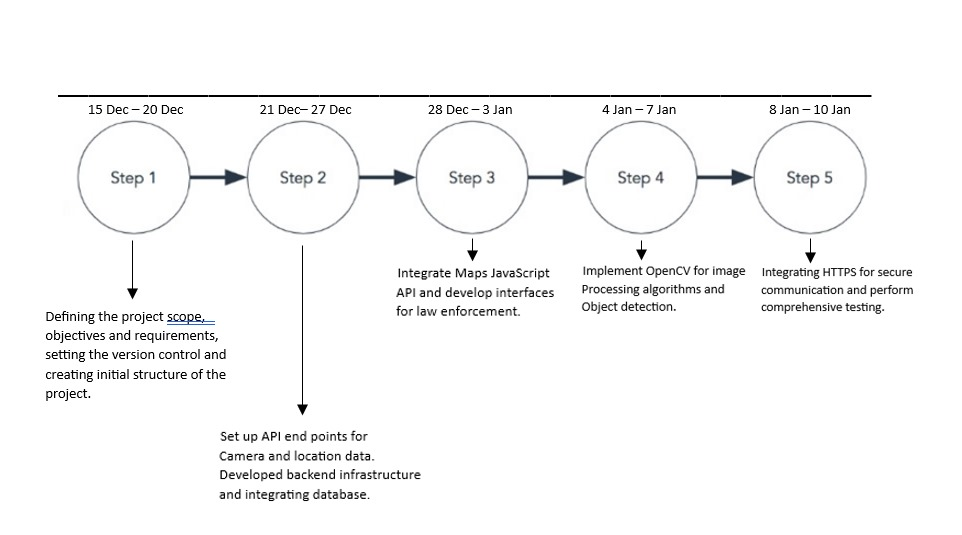 15 Dec – 20 Dec
21 Dec– 27 Dec
28 Dec – 3 Jan
4 Jan – 7 Jan
8 Jan – 10 Jan
Step 1
Step 2
Step 3
Step 4
Step 5
Defining the project scope,
objectives and requirements,
setting the version control and
creating initial structure of the
project.
Set up API end points for
Camera and location data.
Developed backend infrastructure
and integrating database.
Integrate Maps JavaScript
API and develop interfaces
for law enforcement.
Implement OpenCV for image
Processing algorithms and
Object detection.
Integrating HTTPS for secure
communication and perform
comprehensive testing.